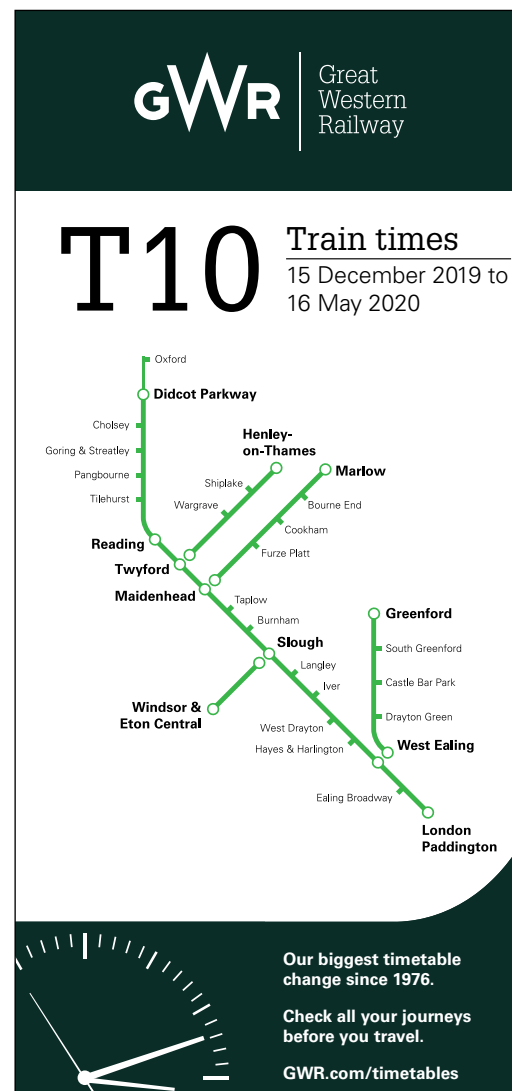 GWR
Great
Western
Railway
T10
Train times
15 December 2019 to
16 May 2020
Oxford
Didcot Parkway
Cholsey
Goring & Streatley
Pangbourne
Tilehurst
Reading
Twyford
Maidenhead
Henley-
on-Thames
Shiplake
Wargrave
Marlow
Bourne End
Cookham
Furze Platt
Taplow
Burnham
Slough
Windsor &
Eton Central
Langley
Iver
West Drayton
Hayes & Harlington
Greenford
South Greenford
Castle Bar Park
Drayton Green
West Ealing
Ealing Broadway
London
Paddington
Our biggest timetable
change since 1976.
Check all your journeys
before you travel.
GWR.com/timetables